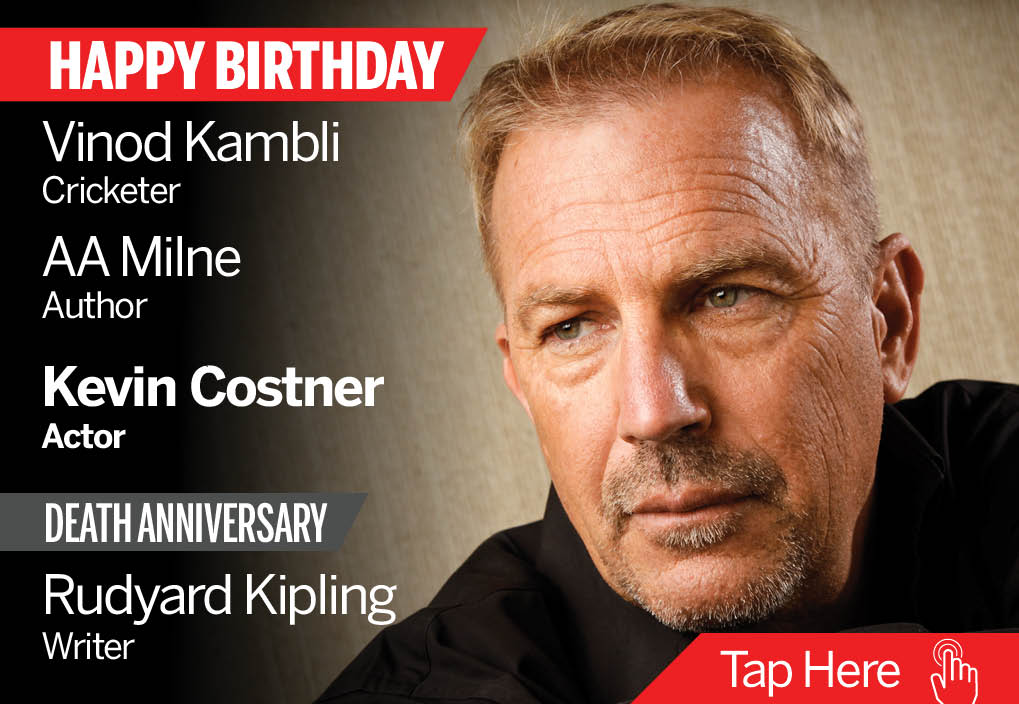 HAPPY BIRTHDAY
Vinod Kambli
Cricketer
AA Milne
Author
Kevin Costner
Actor
DEATH ANNIVERSARY
Rudyard Kipling
Writer
Tap Here